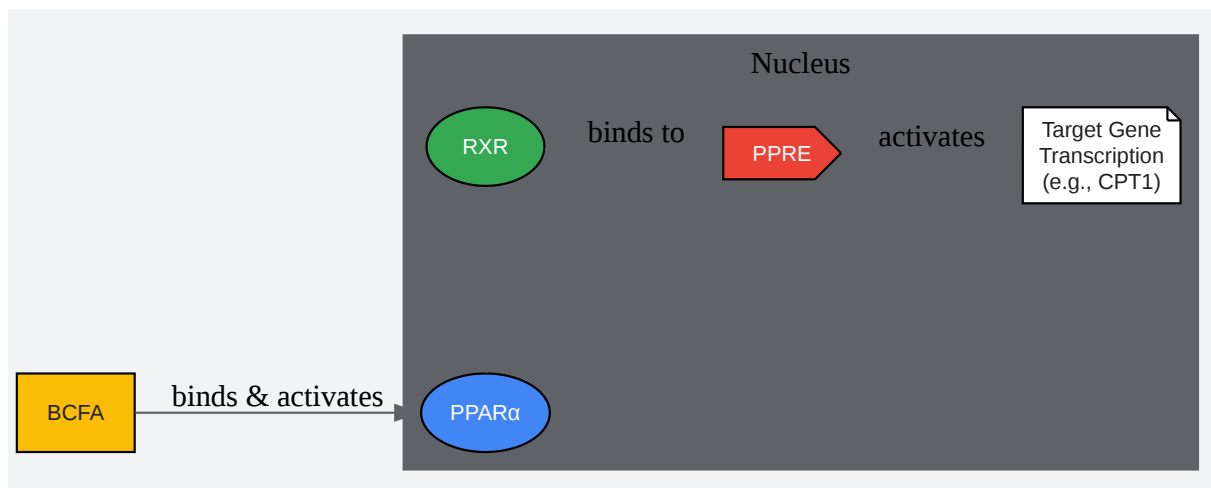 Nucleus
RXR
binds to
PPRE
activates
Target Gene
Transcription
(e.g., CPT1)
BCFA
binds & activates
PPARα